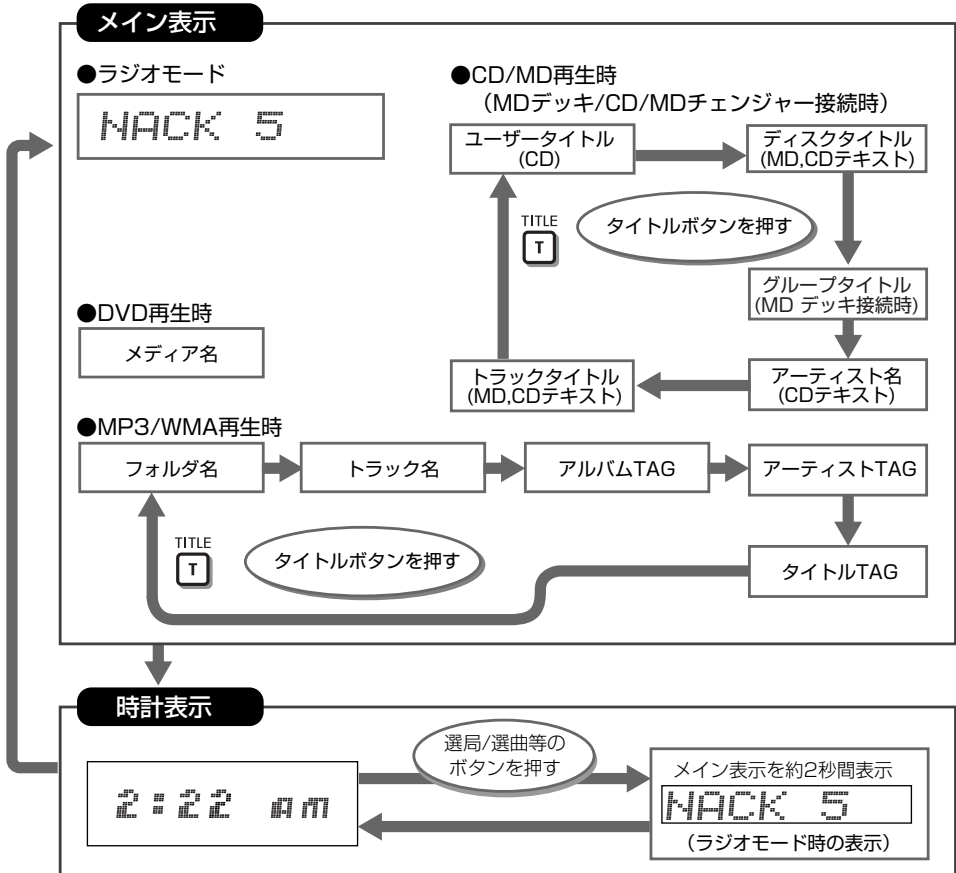 メイン表示
●ラジオモード
NACK 5
●CD/MD再生時
（MDデッキ/CD/MDチェンジャー接続時）
ユーザータイトル
(CD)
ディスクタイトル
(MD,CDテキスト)
TITLE
T
タイトルボタンを押す
グループタイトル
(MD デッキ接続時)
アーティスト名
(CDテキスト)
トラックタイトル
(MD,CDテキスト)
●DVD再生時
メディア名
●MP3/WMA再生時
フォルダ名
トラック名
アルバムTAG
アーティストTAG
タイトルTAG
TITLE
T
タイトルボタンを押す
時計表示
2:22 am
選局/選曲等の
ボタンを押す
メイン表示を約2秒間表示
NACK 5
（ラジオモード時の表示）